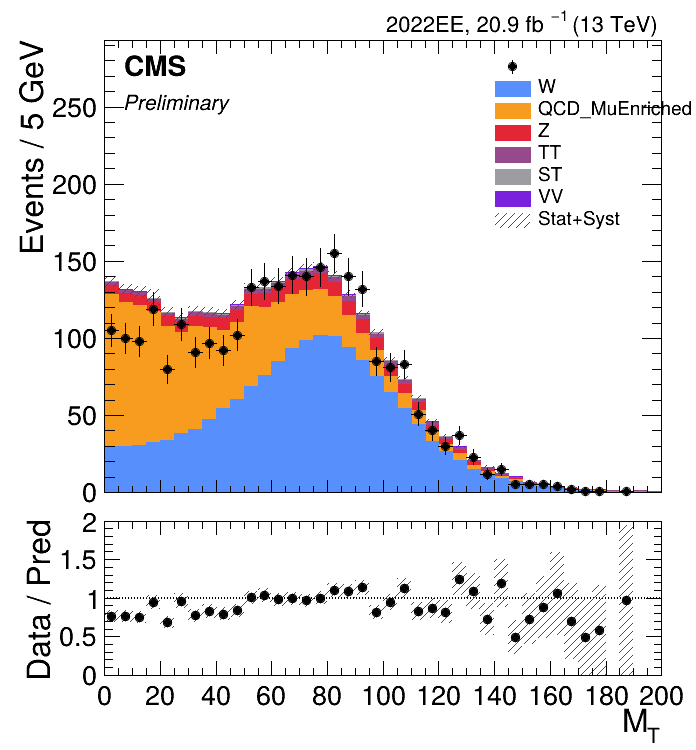 2022EE, 20.9 fb⁻¹ (13 TeV)
CMS
Preliminary
W
QCD_MuEnriched
Z
TT
ST
VV
Stat+Syst
Events / 5 GeV
250
200
150
100
50
0
Data / Pred
2
1.5
1
0.5
0
0 20 40 60 80 100 120 140 160 180 200
M_T